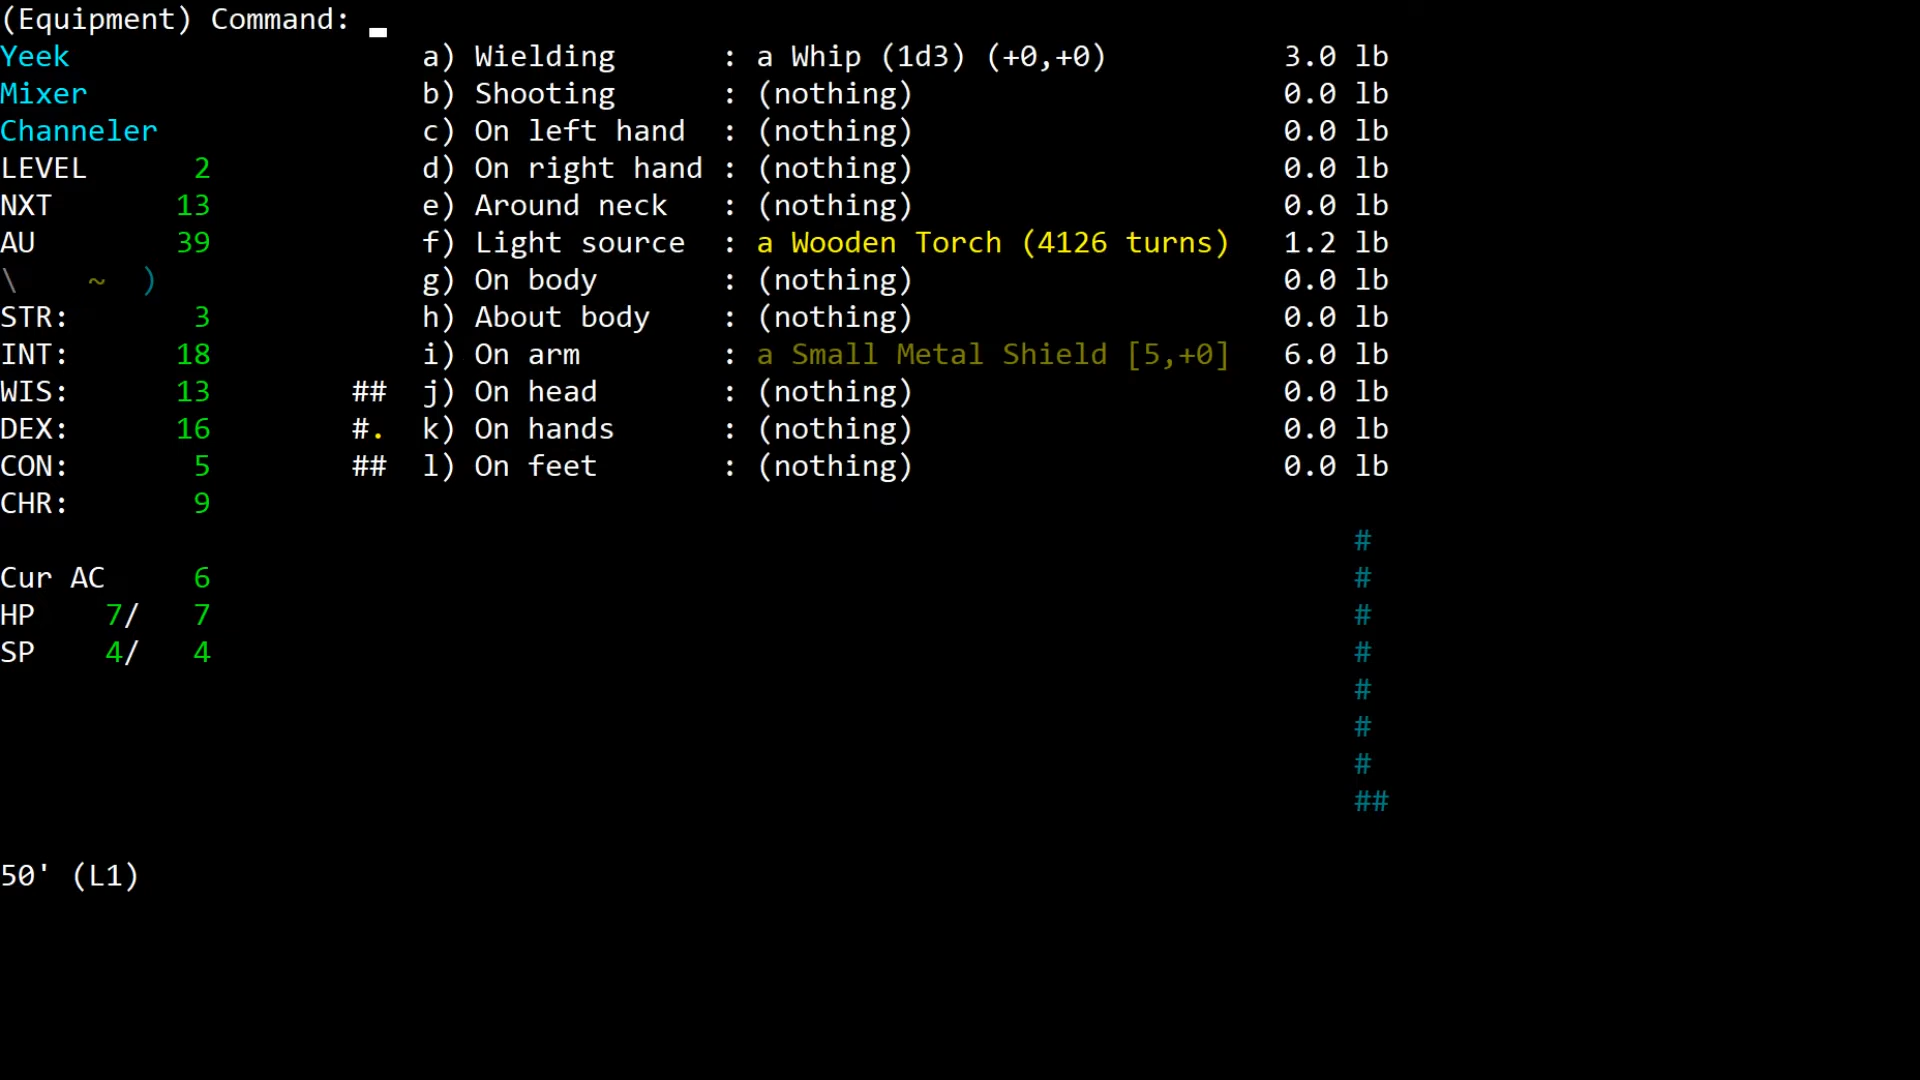 (Equipment) Command: _
Yeek a) Wielding : a Whip (1d3) (+0,+0) 3.0 lb
Mixer b) Shooting : (nothing) 0.0 lb
Channeler c) On left hand : (nothing) 0.0 lb
LEVEL 2 d) On right hand : (nothing) 0.0 lb
NXT 13 e) Around neck : (nothing) 0.0 lb
AU 39 f) Light source : a Wooden Torch (4126 turns) 1.2 lb
\ ~ ) g) On body : (nothing) 0.0 lb
STR: 3 h) About body : (nothing) 0.0 lb
INT: 18 i) On arm : a Small Metal Shield [5,+0] 6.0 lb
WIS: 13 ## j) On head : (nothing) 0.0 lb
DEX: 16 #. k) On hands : (nothing) 0.0 lb
CON: 5 ## l) On feet : (nothing) 0.0 lb
CHR: 9
#
Cur AC 6 #
HP 7/ 7 #
SP 4/ 4 #
#
#
#
##
50' (L1)